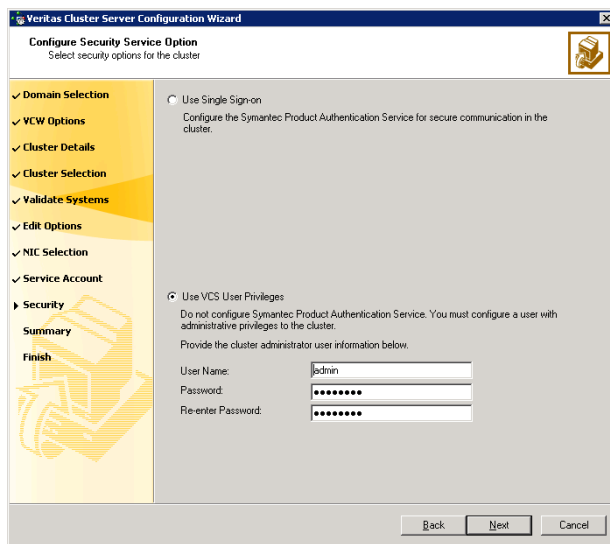 Veritas Cluster Server Configuration Wizard
Configure Security Service Option
Select security options for the cluster
Domain Selection
VCW Options
Cluster Details
Cluster Selection
Validate Systems
Edit Options
NIC Selection
Service Account
Security
Summary
Finish
Use Single Sign-on
Configure the Symantec Product Authentication Service for secure communication in the
cluster.
Use VCS User Privileges
Do not configure Symantec Product Authentication Service. You must configure a user with
administrative privileges to the cluster.
Provide the cluster administrator user information below.
User Name:
admin
Password:
●●●●●●●●
Re-enter Password:
●●●●●●●●
Back
Next
Cancel